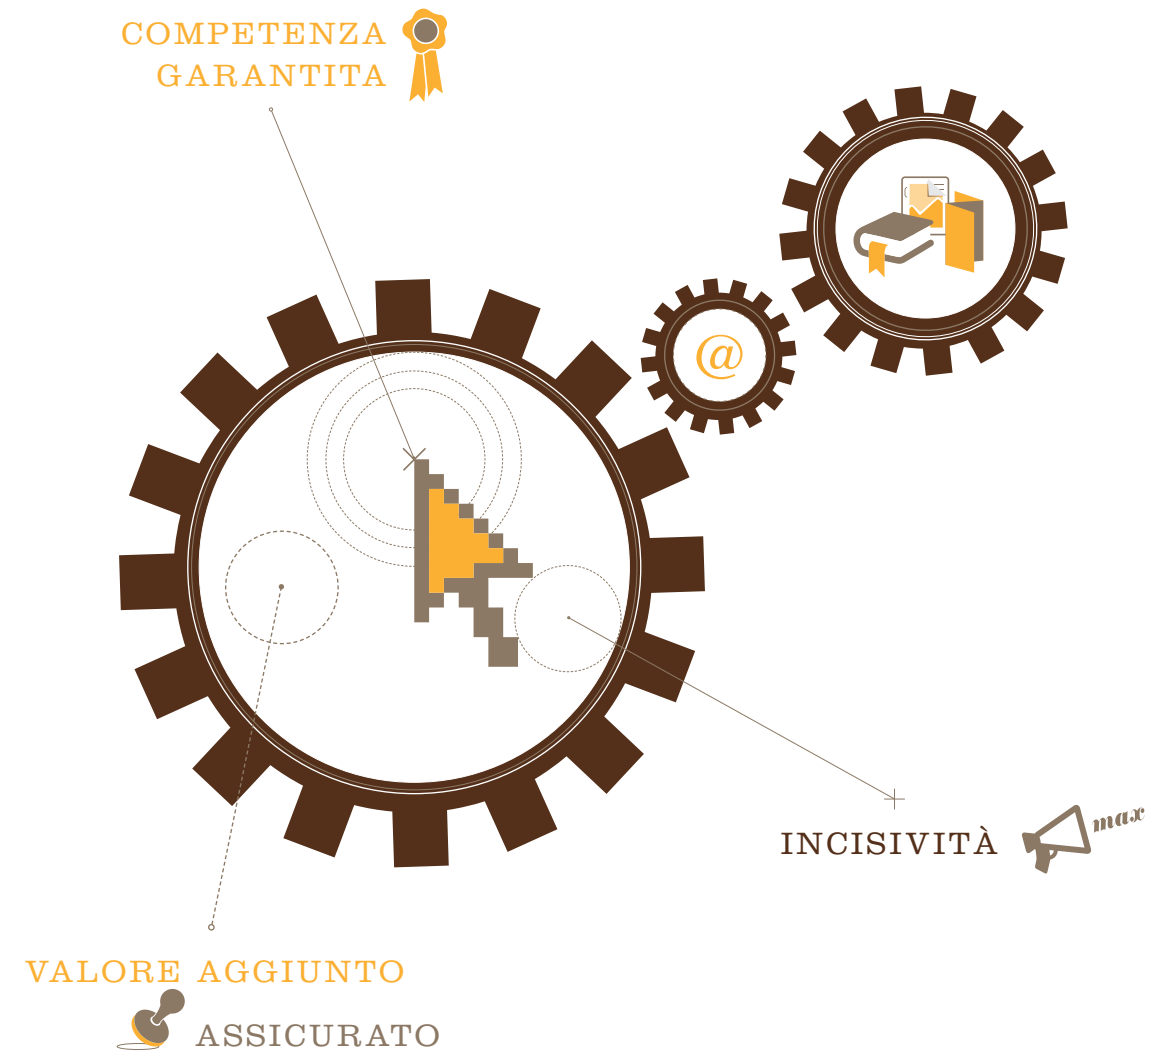 COMPETENZA
GARANTITA
@
INCISIVITÀ
max
VALORE AGGIUNTO
ASSICURATO